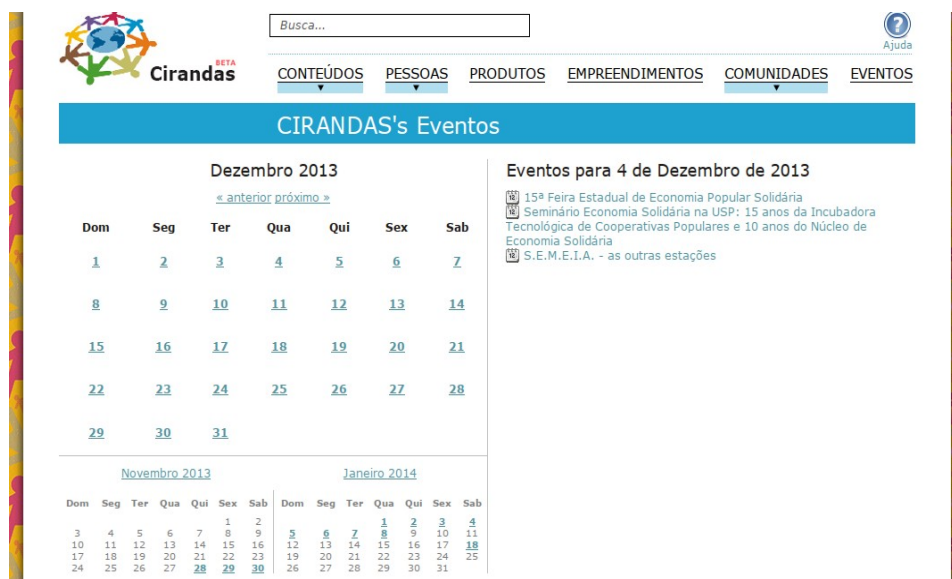 Busca...
Ajuda
BETA
Cirandas
CONTEÚDOS PESSOAS PRODUTOS EMPREENDIMENTOS COMUNIDADES EVENTOS
CIRANDAS's Eventos
Dezembro 2013
« anterior próximo »
Dom Seg Ter Qua Qui Sex Sab
1 2 3 4 5 6 7
8 9 10 11 12 13 14
15 16 17 18 19 20 21
22 23 24 25 26 27 28
29 30 31
Eventos para 4 de Dezembro de 2013
12 15ª Feira Estadual de Economia Popular Solidária
12 Seminário Economia Solidária na USP: 15 anos da Incubadora
Tecnológica de Cooperativas Populares e 10 anos do Núcleo de
Economia Solidária
12 S.E.M.E.I.A. - as outras estações
Novembro 2013
Dom Seg Ter Qua Qui Sex Sab
1 2
3 4 5 6 7 8 9
10 11 12 13 14 15 16
17 18 19 20 21 22 23
24 25 26 27 28 29 30
Janeiro 2014
Dom Seg Ter Qua Qui Sex Sab
1 2 3 4
5 6 7 8 9 10 11
12 13 14 15 16 17 18
19 20 21 22 23 24 25
26 27 28 29 30 31